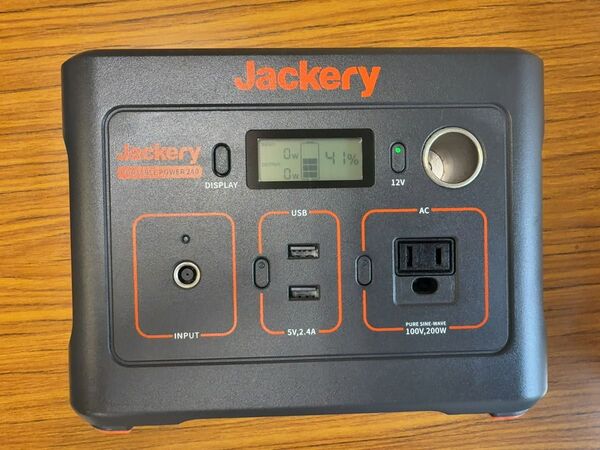 Jackery
Jackery
PORTABLE POWER 240
DISPLAY
0W
0W
41%
12V
INPUT
USB
5V,2.4A
AC
PURE SINE-WAVE
100V,200W